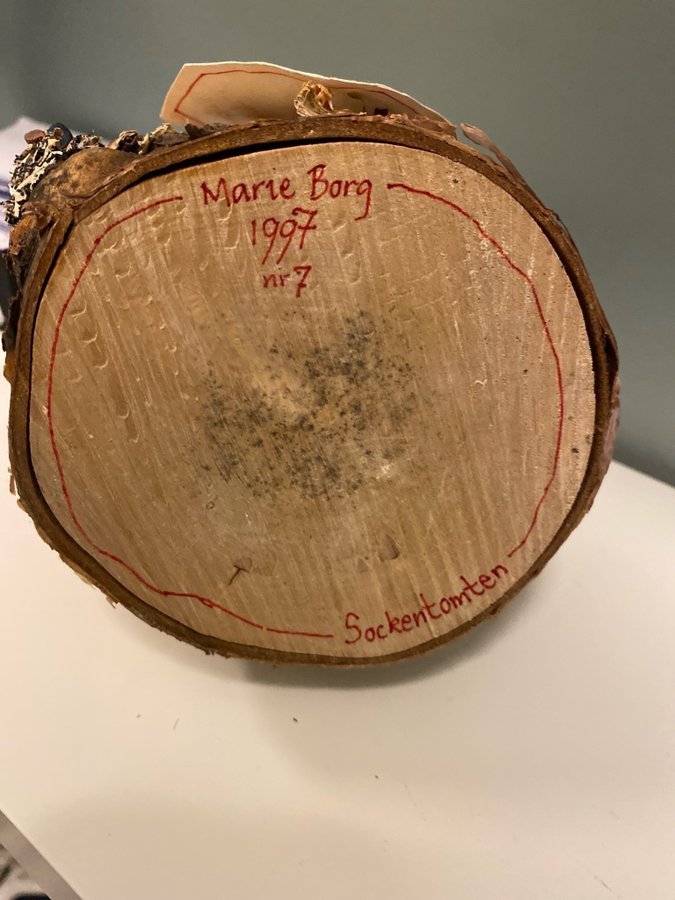 Marie Borg
1997
nr 7
Sockentomten